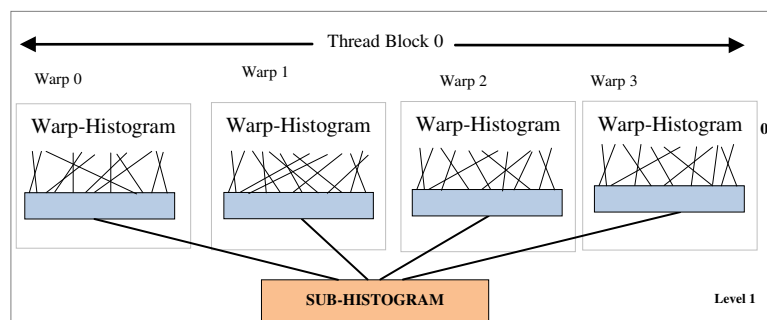 Thread Block 0
Warp 0
Warp 1
Warp 2
Warp 3
Warp-Histogram
Warp-Histogram
Warp-Histogram
Warp-Histogram
0
SUB-HISTOGRAM
Level 1